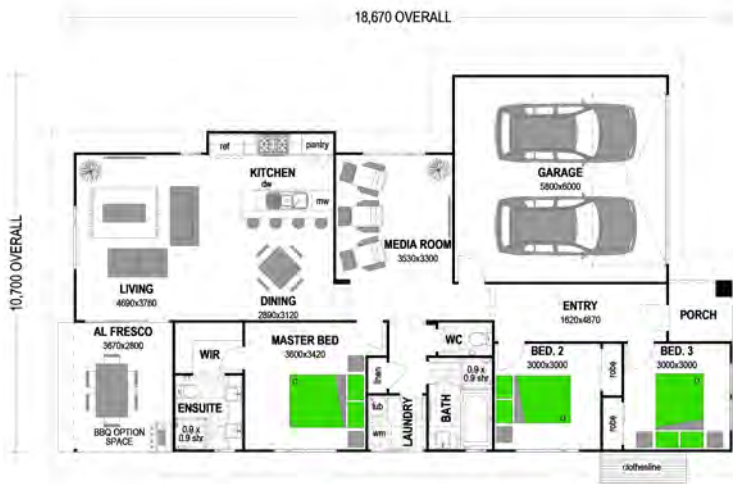 18,670 OVERALL
10,700 OVERALL
ref
pantry
KITCHEN
dw
mw
GARAGE
5800x6000
MEDIA ROOM
3530x3300
LIVING
4690x3760
DINING
2890x3120
ENTRY
1620x4870
PORCH
AL FRESCO
3670x2800
WIR
MASTER BED
3600x3420
WC
BED. 2
3000x3000
BED. 3
3000x3000
robe
robe
linen
0.9 x
0.9 shr
ENSUITE
0.9 x
0.9 shr
BBQ OPTION
SPACE
tub
wm
LAUNDRY
BATH
clothesline